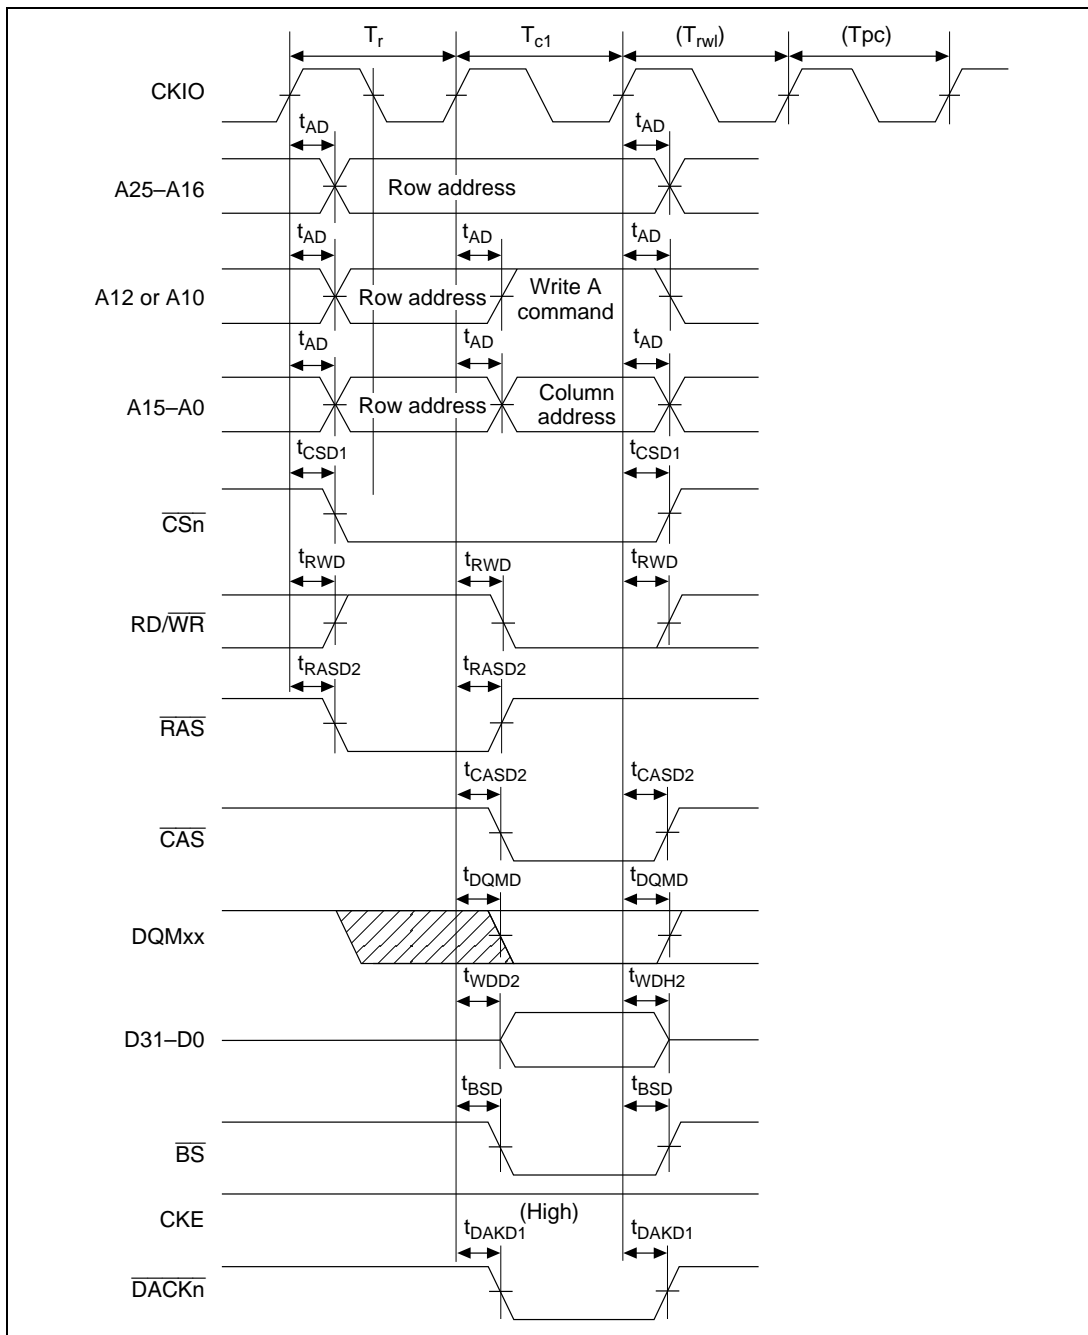 Tr Tc1 (Trwl) (Tpc)
CKIO
tAD tAD
A25–A16 Row address
tAD tAD tAD
A12 or A10 Row address Write A command
tAD tAD tAD
A15–A0 Row address Column address
tCSD1 tCSD1
CSn
tRWD tRWD tRWD
RD/WR
tRASD2 tRASD2
RAS
tCASD2 tCASD2
CAS
tDQMD tDQMD
DQMxx
tWDD2 tWDH2
D31–D0
tBSD tBSD
BS
CKE (High)
tDAKD1 tDAKD1
DACKn